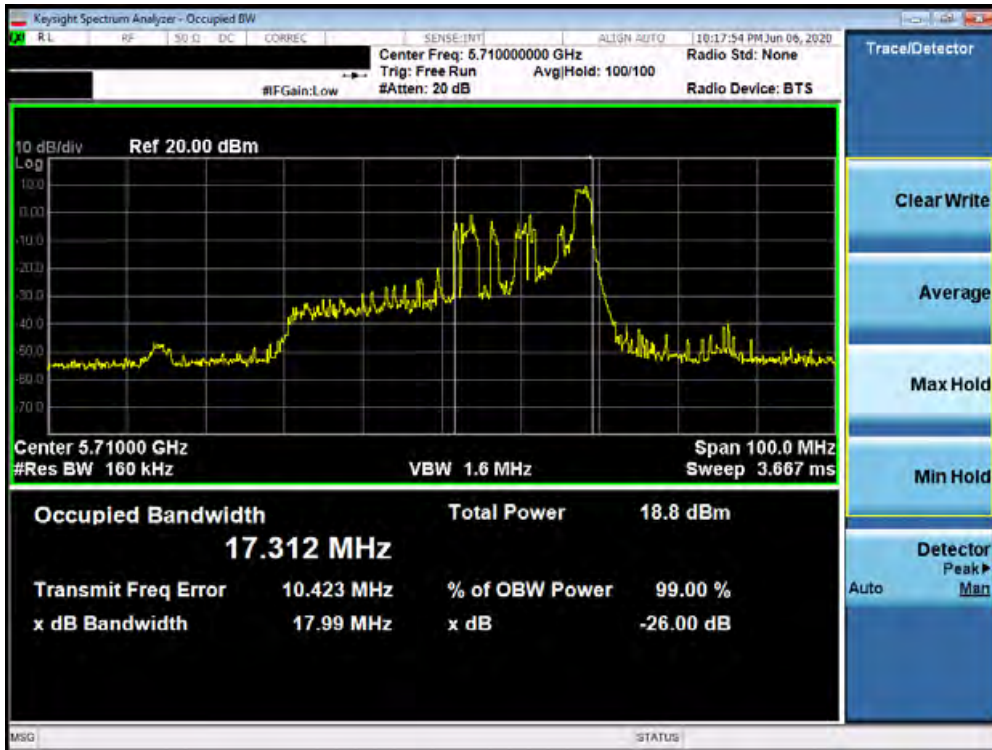 Keysight Spectrum Analyzer - Occupied BW
RL RF 50 Ω DC CORREC SENSE:INT ALIGN AUTO 10:17:54 PM Jun 06, 2020
Center Freq: 5.710000000 GHz Radio Std: None
Trig: Free Run Avg|Hold: 100/100
#IFGain:Low #Atten: 20 dB Radio Device: BTS
Trace/Detector
10 dB/div Ref 20.00 dBm
Log
10.0
0.00
-10.0
-20.0
-30.0
-40.0
-50.0
-60.0
-70.0
Center 5.71000 GHz Span 100.0 MHz
#Res BW 160 kHz VBW 1.6 MHz Sweep 3.667 ms
Occupied Bandwidth Total Power 18.8 dBm
17.312 MHz
Transmit Freq Error 10.423 MHz % of OBW Power 99.00 %
x dB Bandwidth 17.99 MHz x dB -26.00 dB
Clear Write
Average
Max Hold
Min Hold
Detector
Peak▶
Auto Man
MSG STATUS